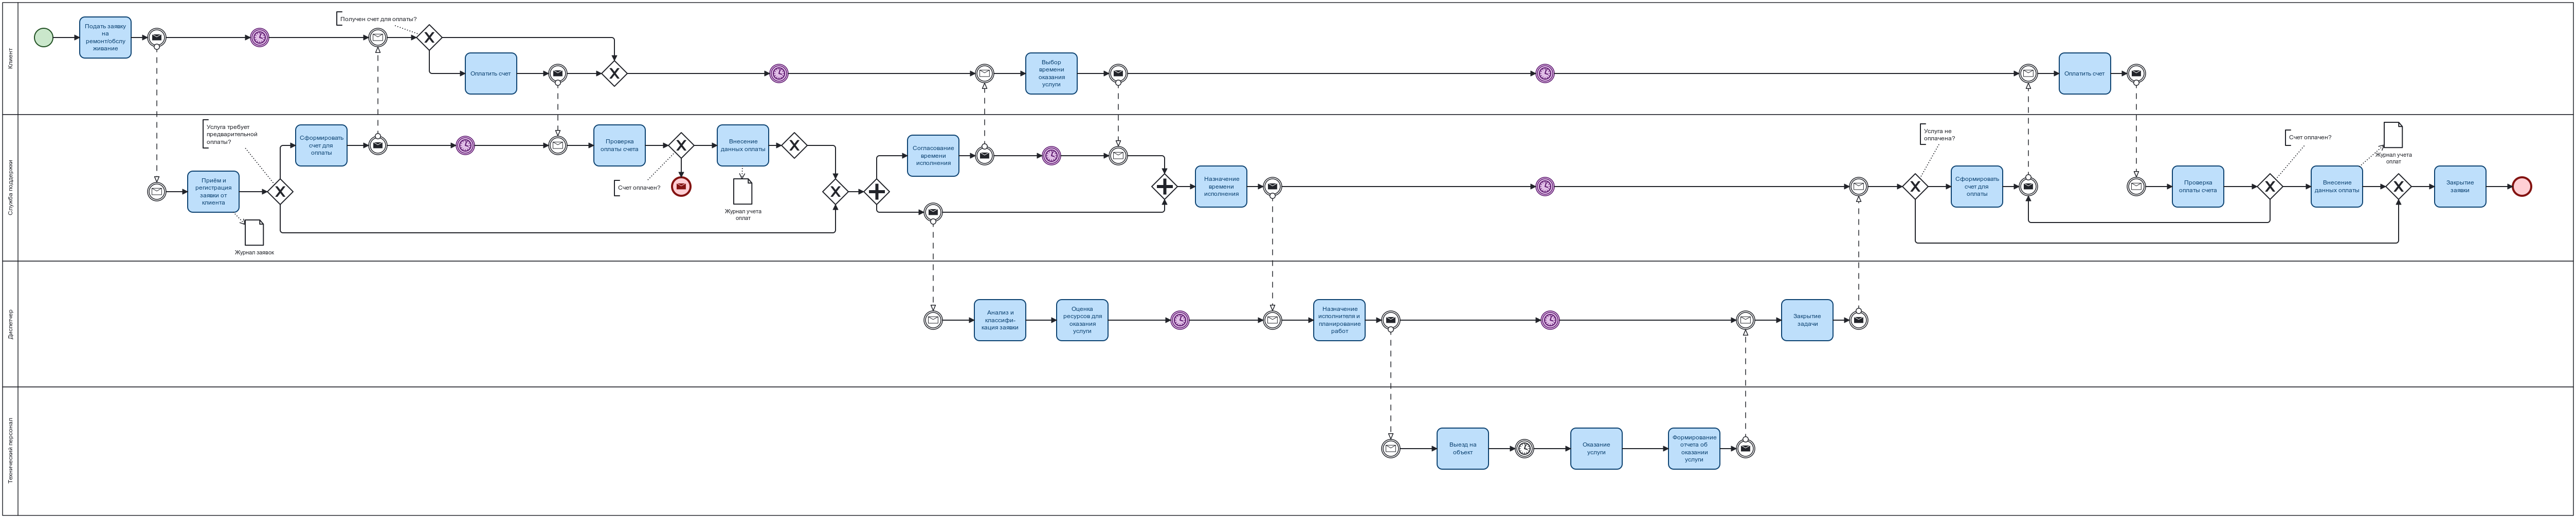 Клиент
Подать заявку
на
ремонт/обслу
живание
Получен счет для оплаты?
Оплатить счет
Выбор
времени
оказания
услуги
Оплатить счет
Служба поддержки
Приём и
регистрация
заявки от
клиента
Журнал заявок
Услуга требует
предварительной
оплаты?
Сформировать
счет для
оплаты
Проверка
оплаты счета
Счет оплачен?
Внесение
данных оплаты
Журнал учета
оплат
Согласование
времени
исполнения
Назначение
времени
исполнения
Услуга не
оплачена?
Сформировать
счет для
оплаты
Проверка
оплаты счета
Счет оплачен?
Внесение
данных оплаты
Журнал учета
оплат
Закрытие
заявки
Диспетчер
Анализ и
классифи-
кация заявки
Оценка
ресурсов для
оказания
услуги
Назначение
исполнителя и
планирование
работ
Закрытие
задачи
Технический персонал
Выезд на
объект
Оказание
услуги
Формирование
отчета об
оказании
услуги